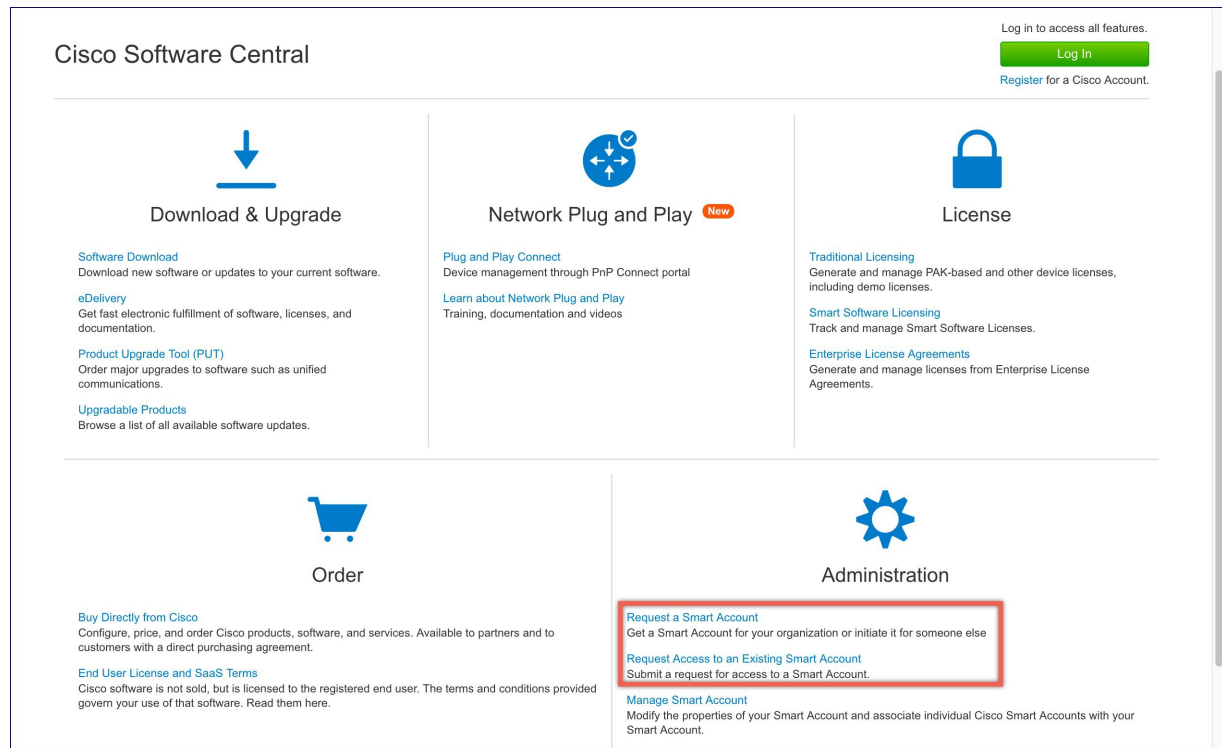 Log in to access all features.
Cisco Software Central
Log In
Register for a Cisco Account.
Download & Upgrade
Software Download
Download new software or updates to your current software.
eDelivery
Get fast electronic fulfillment of software, licenses, and
documentation.
Product Upgrade Tool (PUT)
Order major upgrades to software such as unified
communications.
Upgradable Products
Browse a list of all available software updates.
Network Plug and Play New
Plug and Play Connect
Device management through PnP Connect portal
Learn about Network Plug and Play
Training, documentation and videos
License
Traditional Licensing
Generate and manage PAK-based and other device licenses,
including demo licenses.
Smart Software Licensing
Track and manage Smart Software Licenses.
Enterprise License Agreements
Generate and manage licenses from Enterprise License
Agreements.
Order
Buy Directly from Cisco
Configure, price, and order Cisco products, software, and services. Available to partners and to
customers with a direct purchasing agreement.
End User License and SaaS Terms
Cisco software is not sold, but is licensed to the registered end user. The terms and conditions provided
govern your use of that software. Read them here.
Administration
Request a Smart Account
Get a Smart Account for your organization or initiate it for someone else
Request Access to an Existing Smart Account
Submit a request for access to a Smart Account.
Manage Smart Account
Modify the properties of your Smart Account and associate individual Cisco Smart Accounts with your
Smart Account.